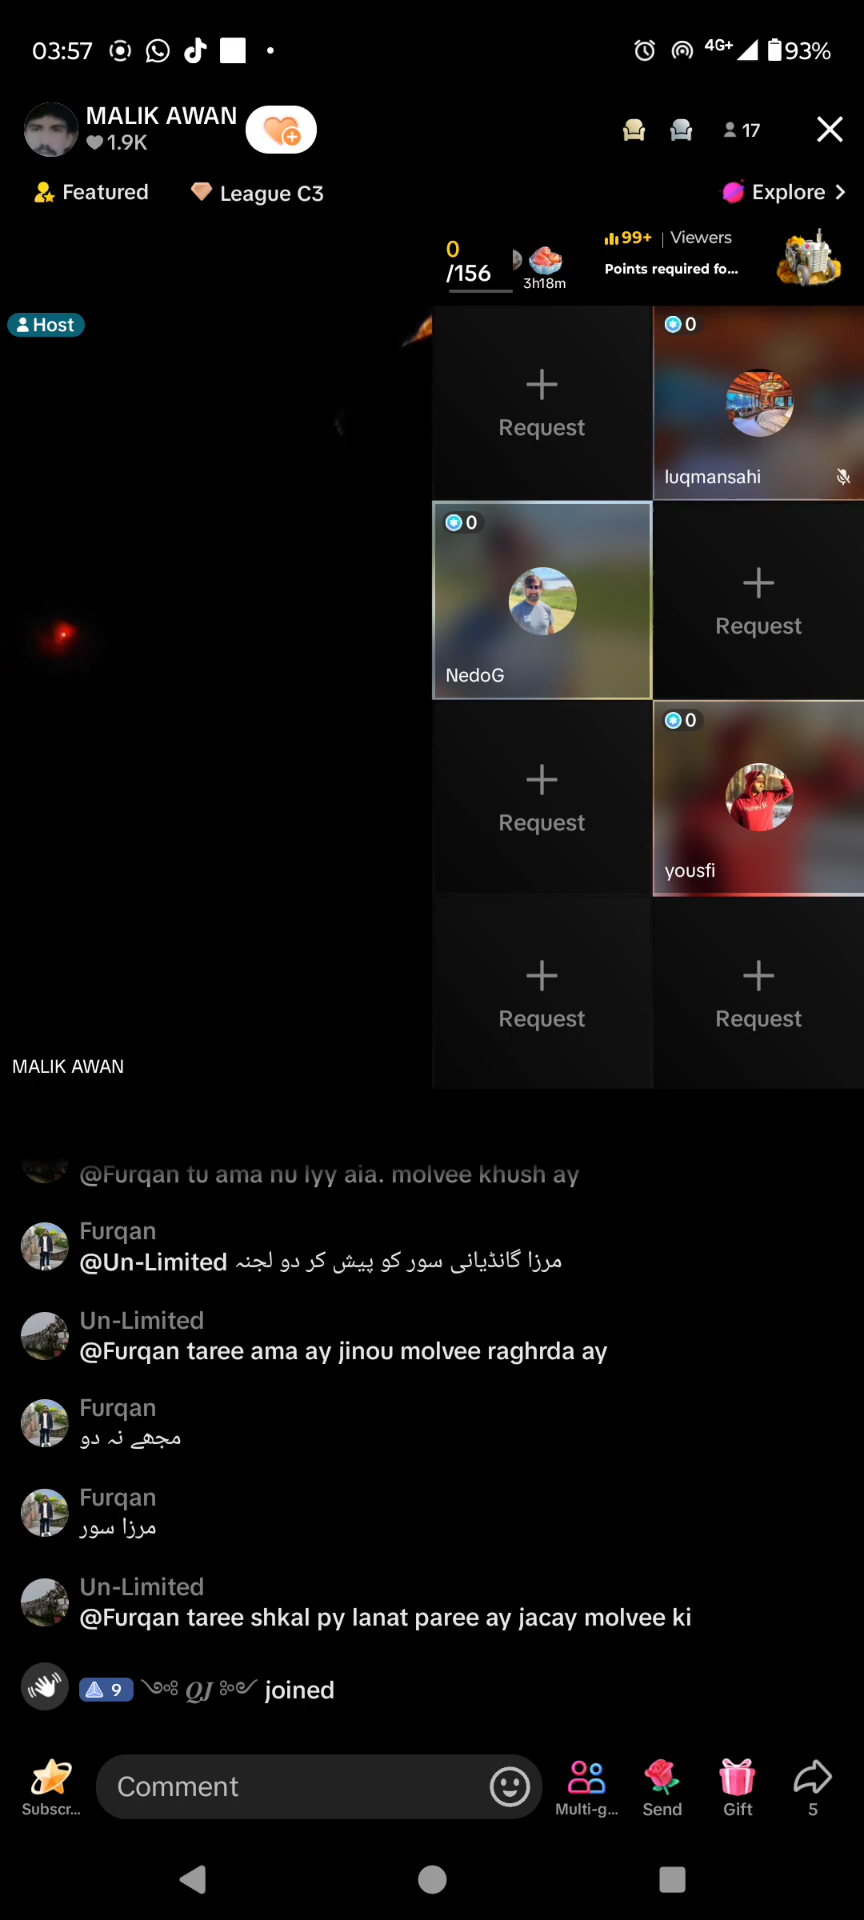 03:57
4G+
93%
MALIK AWAN
1.9K
17
Featured
League C3
Explore
0
/156
3h18m
99+ | Viewers
Points required fo...
Host
Request
0
luqmansahi
0
NedoG
Request
Request
0
yousfi
Request
Request
MALIK AWAN
@Furqan tu ama nu lyy aia. molvee khush ay
Furqan
@Un-Limited مرزا گانڈیانی سور کو پیش کر دو لجنہ
Un-Limited
@Furqan taree ama ay jinou molvee raghrda ay
Furqan
مجھے نہ دو
Furqan
مرزا سور
Un-Limited
@Furqan taree shkal py lanat paree ay jacay molvee ki
9 QJ joined
Comment
Subscr...
Multi-g...
Send
Gift
5